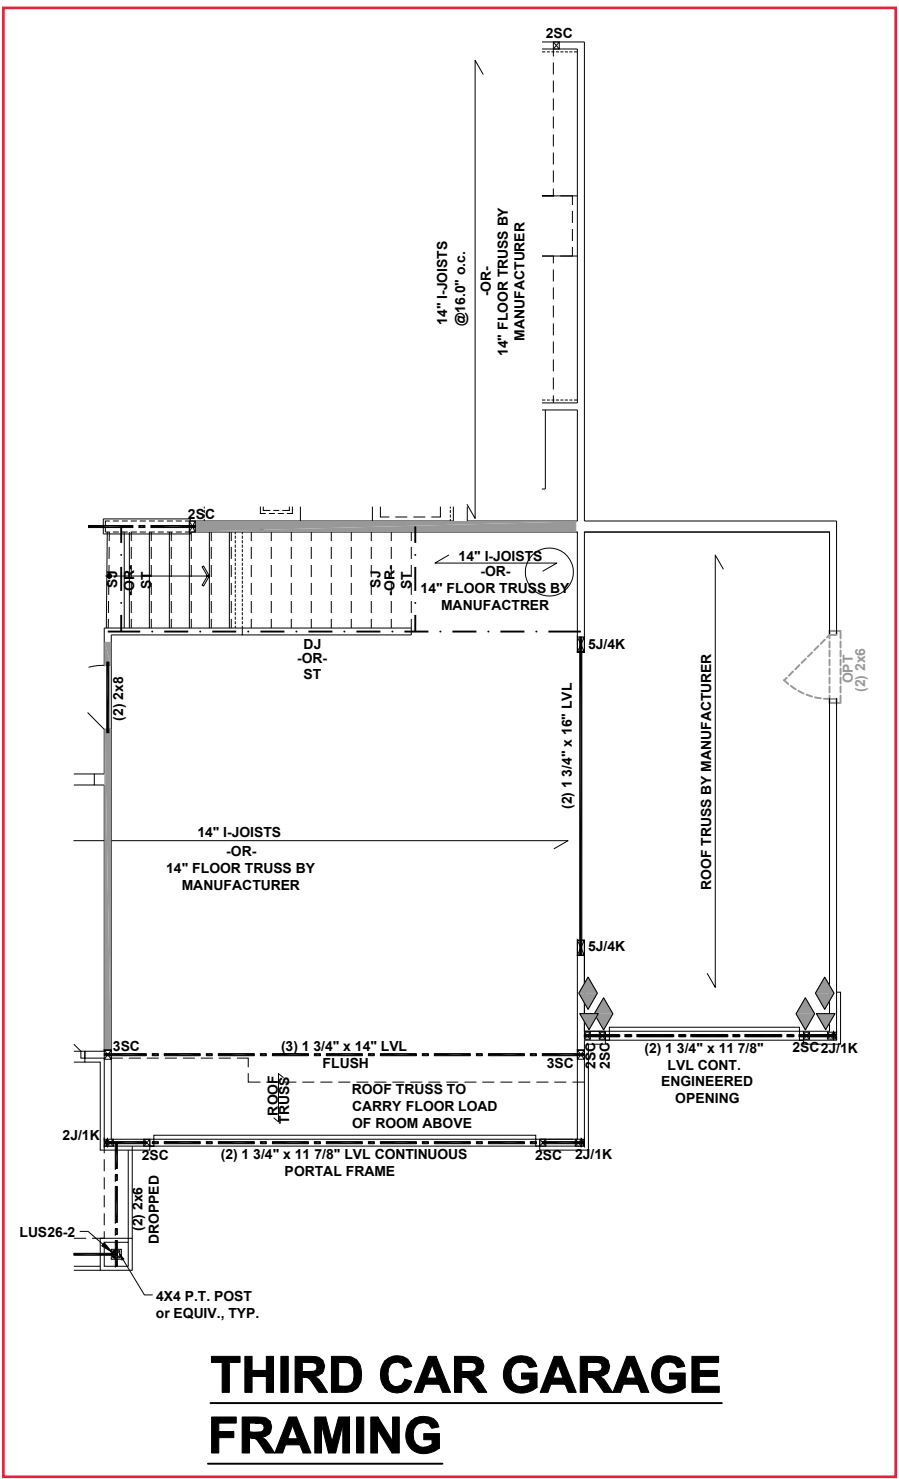 2SC
14" I-JOISTS
@16.0" o.c.
-OR-
14" FLOOR TRUSS BY
MANUFACTURER
2SC
SJ
-OR-
ST
SJ
-OR-
ST
14" I-JOISTS
-OR-
14" FLOOR TRUSS BY
MANUFACTRER
DJ
-OR-
ST
5J/4K
OPT
(2) 2x6
(2) 2x8
(2) 1 3/4" x 16" LVL
ROOF TRUSS BY MANUFACTURER
14" I-JOISTS
-OR-
14" FLOOR TRUSS BY
MANUFACTURER
5J/4K
3SC
(3) 1 3/4" x 14" LVL
FLUSH
3SC
2SC
2SC
(2) 1 3/4" x 11 7/8"
LVL CONT.
ENGINEERED
OPENING
2SC
2J/1K
ROOF
TRUSS
ROOF TRUSS TO
CARRY FLOOR LOAD
OF ROOM ABOVE
2J/1K
2SC
(2) 1 3/4" x 11 7/8" LVL CONTINUOUS
PORTAL FRAME
2SC
2J/1K
(2) 2x6
DROPPED
LUS26-2
4X4 P.T. POST
or EQUIV., TYP.
THIRD CAR GARAGE
FRAMING